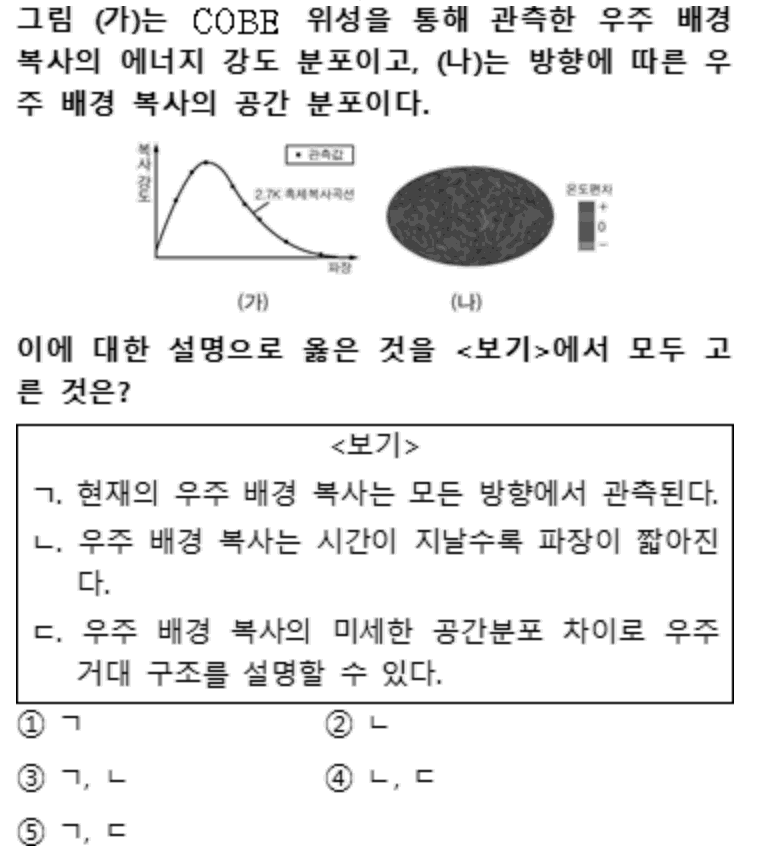 그림 (가)는 COBE 위성을 통해 관측한 우주 배경
복사의 에너지 강도 분포이고, (나)는 방향에 따른 우
주 배경 복사의 공간 분포이다.
복사 강도
• 관측값
2.7K 흑체복사곡선
파장
(가)
온도편차
+
0
−
(나)
이에 대한 설명으로 옳은 것을 <보기>에서 모두 고
른 것은?
<보기>
ㄱ. 현재의 우주 배경 복사는 모든 방향에서 관측된다.
ㄴ. 우주 배경 복사는 시간이 지날수록 파장이 짧아진
다.
ㄷ. 우주 배경 복사의 미세한 공간분포 차이로 우주
거대 구조를 설명할 수 있다.
① ㄱ ② ㄴ
③ ㄱ, ㄴ ④ ㄴ, ㄷ
⑤ ㄱ, ㄷ